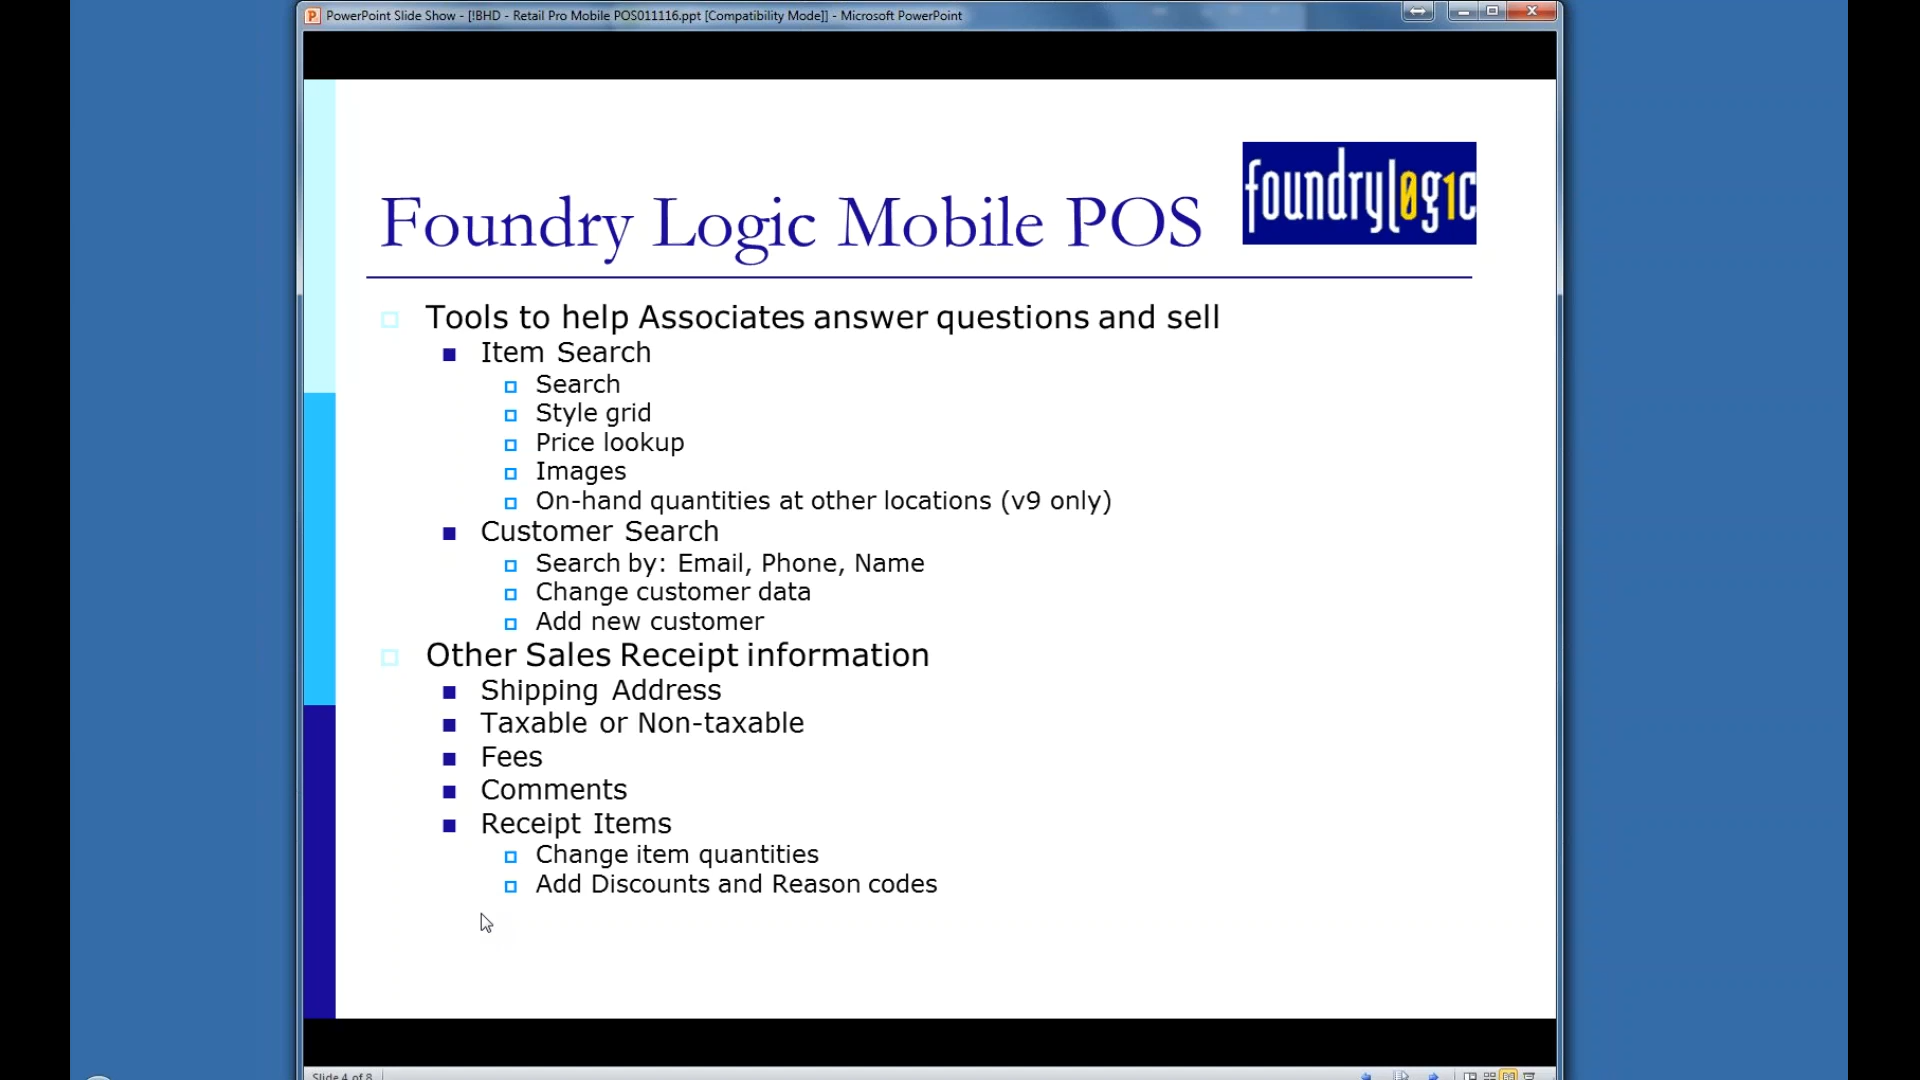 PowerPoint Slide Show - [!BHD - Retail Pro Mobile POS011116.ppt [Compatibility Mode]] - Microsoft PowerPoint
foundrylog1c
Foundry Logic Mobile POS
Tools to help Associates answer questions and sell
Item Search
Search
Style grid
Price lookup
Images
On-hand quantities at other locations (v9 only)
Customer Search
Search by: Email, Phone, Name
Change customer data
Add new customer
Other Sales Receipt information
Shipping Address
Taxable or Non-taxable
Fees
Comments
Receipt Items
Change item quantities
Add Discounts and Reason codes
Slide 4 of 8